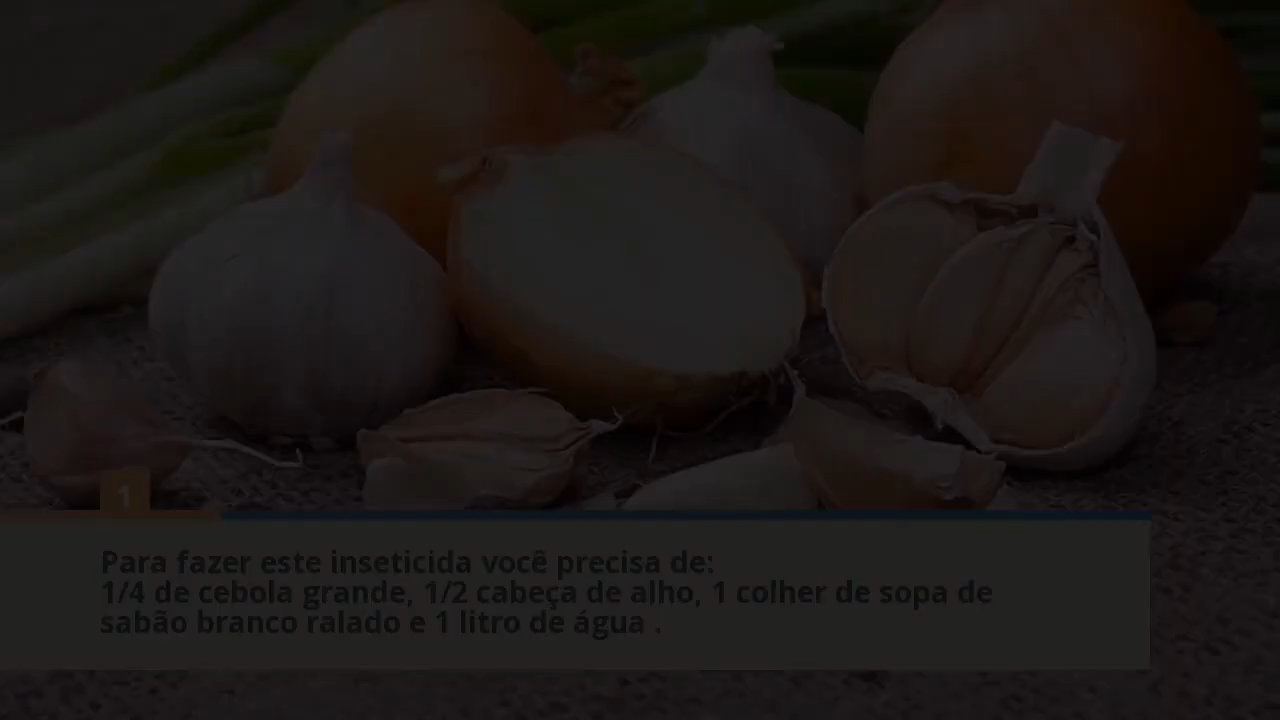 1
Para fazer este inseticida você precisa de:
1/4 de cebola grande, 1/2 cabeça de alho, 1 colher de sopa de
sabão branco ralado e 1 litro de água .